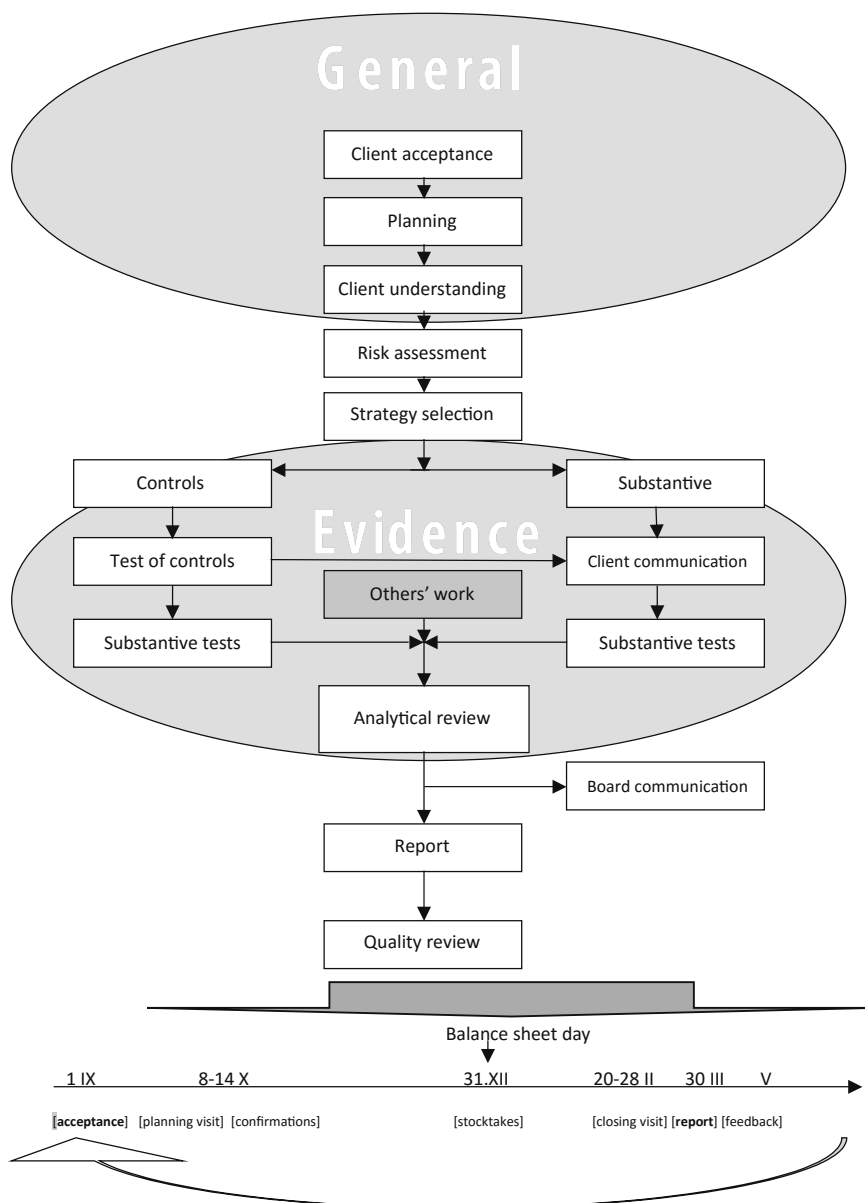 General
Client acceptance
Planning
Client understanding
Risk assessment
Strategy selection
Controls
Substantive
Evidence
Test of controls
Client communication
Others’ work
Substantive tests
Substantive tests
Analytical review
Board communication
Report
Quality review
Balance sheet day
1 IX 8-14 X 31.XII 20-28 II 30 III V
[acceptance] [planning visit] [confirmations] [stocktakes] [closing visit] [report] [feedback]